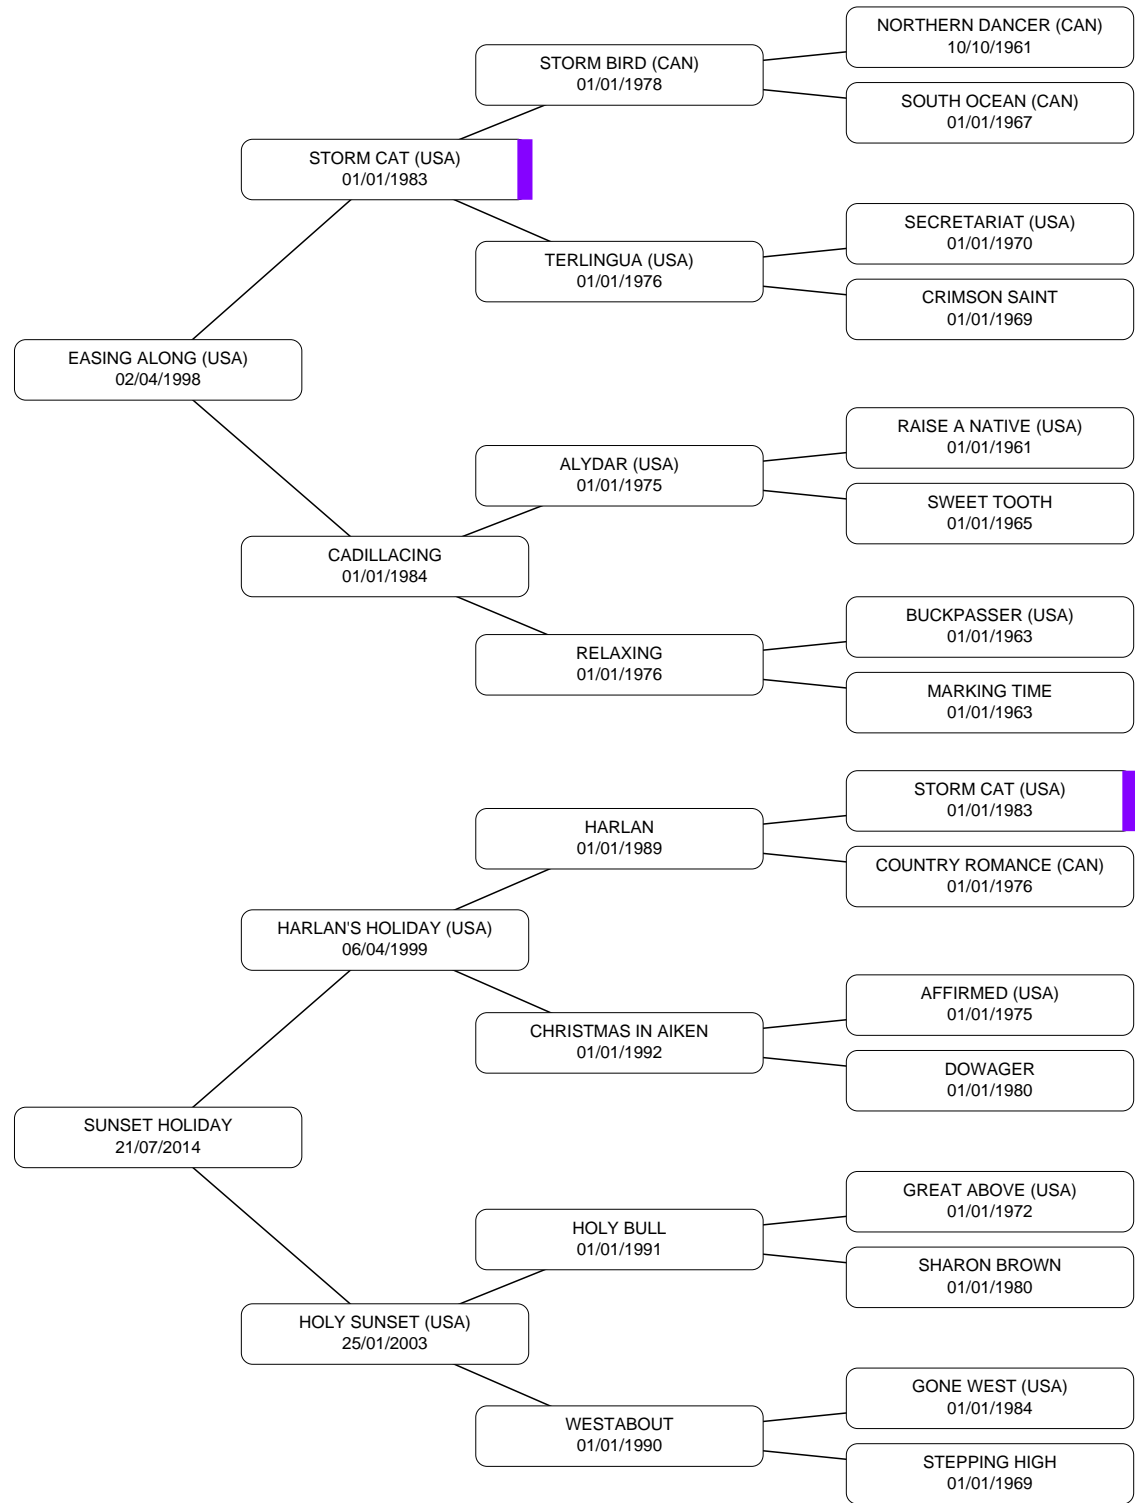 NORTHERN DANCER (CAN)
10/10/1961
STORM BIRD (CAN)
01/01/1978
SOUTH OCEAN (CAN)
01/01/1967
STORM CAT (USA)
01/01/1983
SECRETARIAT (USA)
01/01/1970
TERLINGUA (USA)
01/01/1976
CRIMSON SAINT
01/01/1969
EASING ALONG (USA)
02/04/1998
RAISE A NATIVE (USA)
01/01/1961
ALYDAR (USA)
01/01/1975
SWEET TOOTH
01/01/1965
CADILLACING
01/01/1984
BUCKPASSER (USA)
01/01/1963
RELAXING
01/01/1976
MARKING TIME
01/01/1963
STORM CAT (USA)
01/01/1983
HARLAN
01/01/1989
COUNTRY ROMANCE (CAN)
01/01/1976
HARLAN'S HOLIDAY (USA)
06/04/1999
AFFIRMED (USA)
01/01/1975
CHRISTMAS IN AIKEN
01/01/1992
DOWAGER
01/01/1980
SUNSET HOLIDAY
21/07/2014
GREAT ABOVE (USA)
01/01/1972
HOLY BULL
01/01/1991
SHARON BROWN
01/01/1980
HOLY SUNSET (USA)
25/01/2003
GONE WEST (USA)
01/01/1984
WESTABOUT
01/01/1990
STEPPING HIGH
01/01/1969